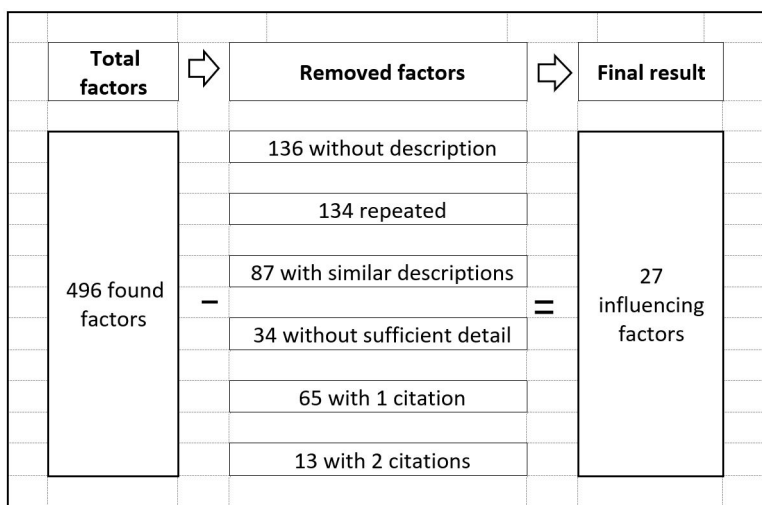 Total
factors
Removed factors
Final result
496 found
factors
–
136 without description
134 repeated
87 with similar descriptions
34 without sufficient detail
65 with 1 citation
13 with 2 citations
=
27
influencing
factors